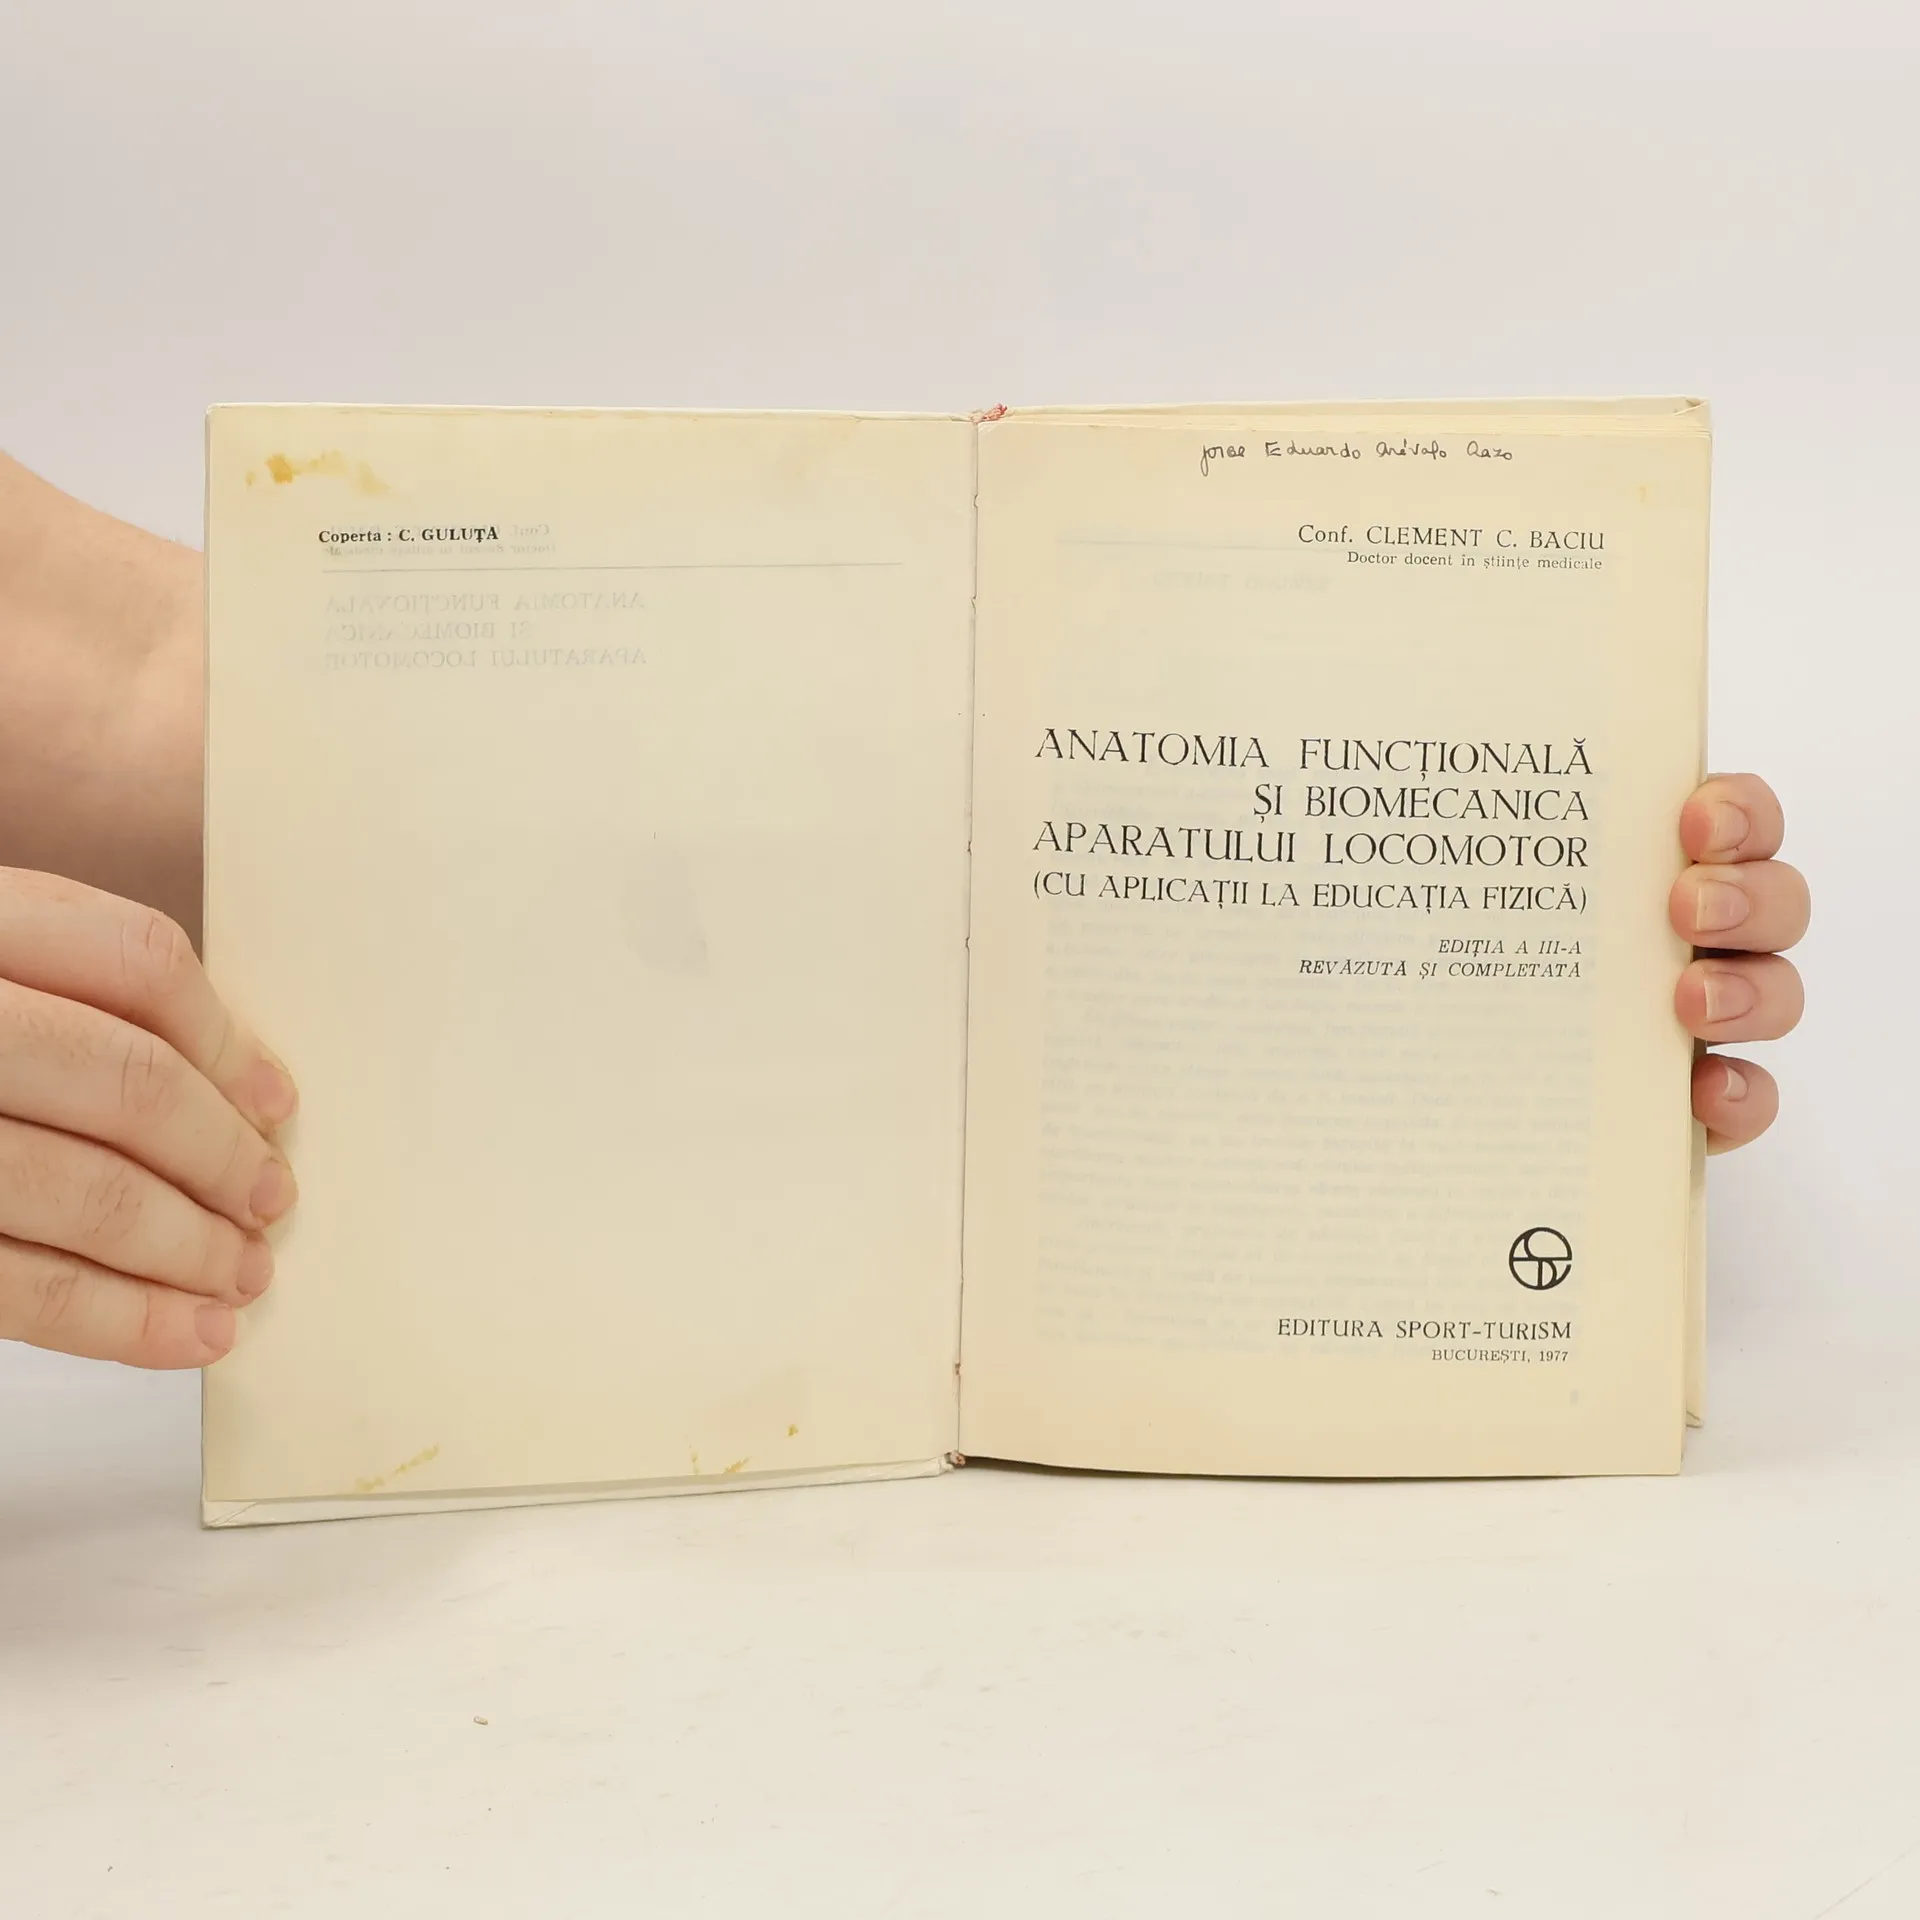 Coperta : C. GULUȚA
Jorge Eduardo Arévalo
Conf. CLEMENT C. BACIU
Doctor docent în științe medicale
ANATOMIA FUNCȚIONALĂ
ȘI BIOMECANICA
APARATULUI LOCOMOTOR
(CU APLICAȚII LA EDUCAȚIA FIZICĂ)
EDIȚIA A III-A
REVĂZUTĂ ȘI COMPLETATĂ
EDITURA SPORT-TURISM
BUCUREȘTI, 1977